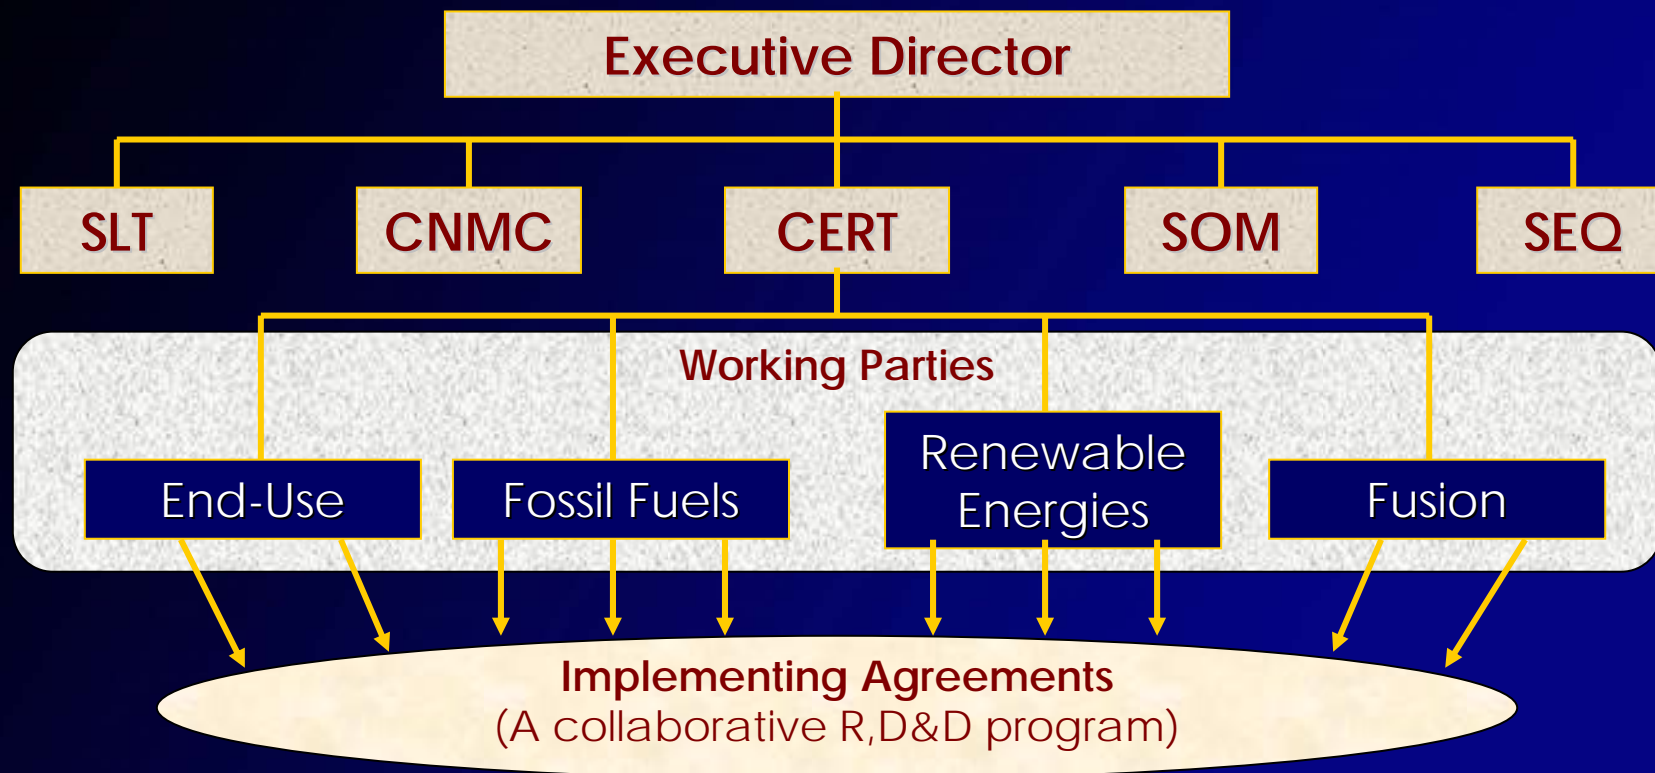 Executive Director
SLT
CNMC
CERT
SOM
SEQ
Working Parties
End-Use
Fossil Fuels
Renewable
Energies
Fusion
Implementing Agreements
(A collaborative R,D&D program)